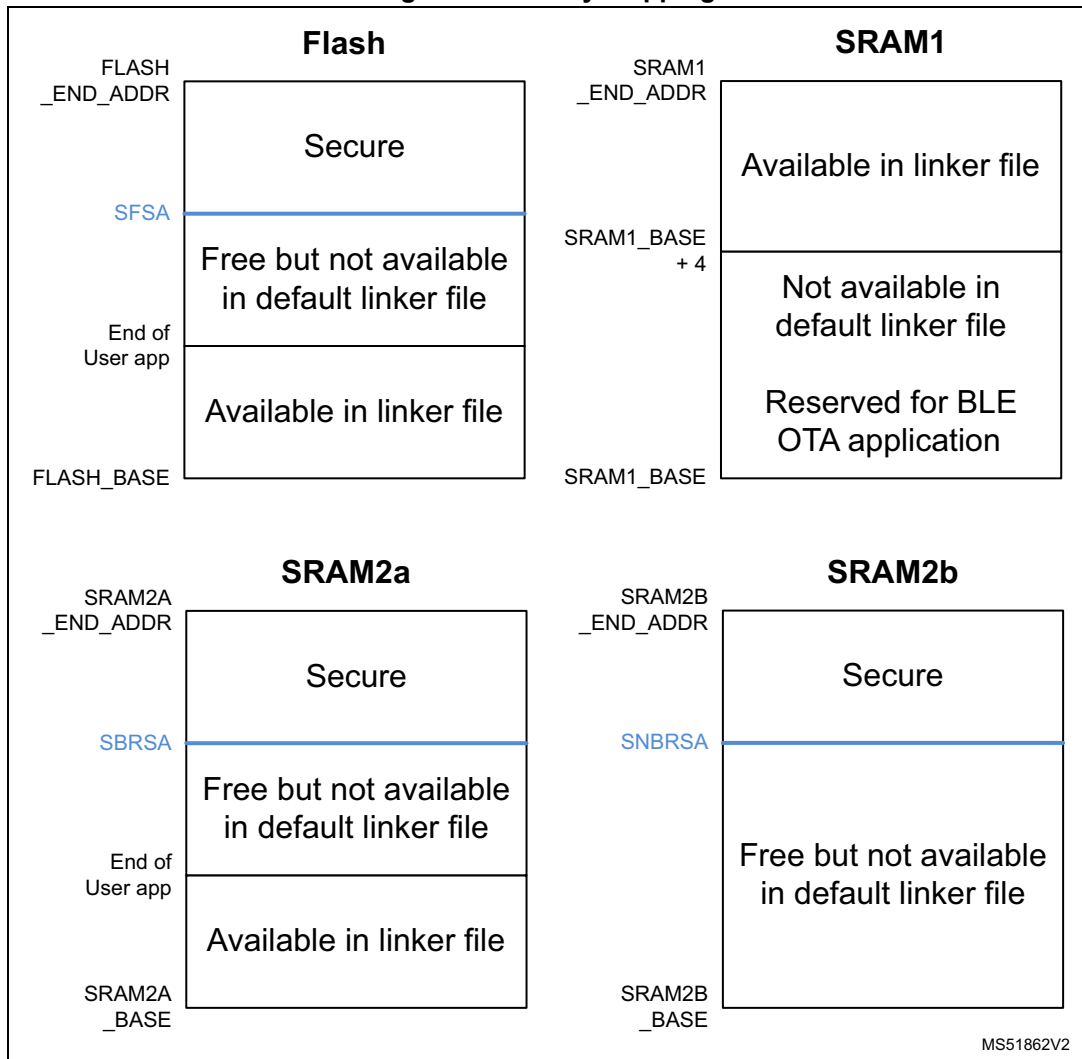 Flash
FLASH
_END_ADDR
Secure
SFSA
Free but not available
in default linker file
End of
User app
Available in linker file
FLASH_BASE
SRAM1
SRAM1
_END_ADDR
Available in linker file
SRAM1_BASE
+ 4
Not available in
default linker file
Reserved for BLE
OTA application
SRAM1_BASE
SRAM2a
SRAM2A
_END_ADDR
Secure
SBRSA
Free but not available
in default linker file
End of
User app
Available in linker file
SRAM2A
_BASE
SRAM2b
SRAM2B
_END_ADDR
Secure
SNBRSA
Free but not available
in default linker file
SRAM2B
_BASE
MS51862V2